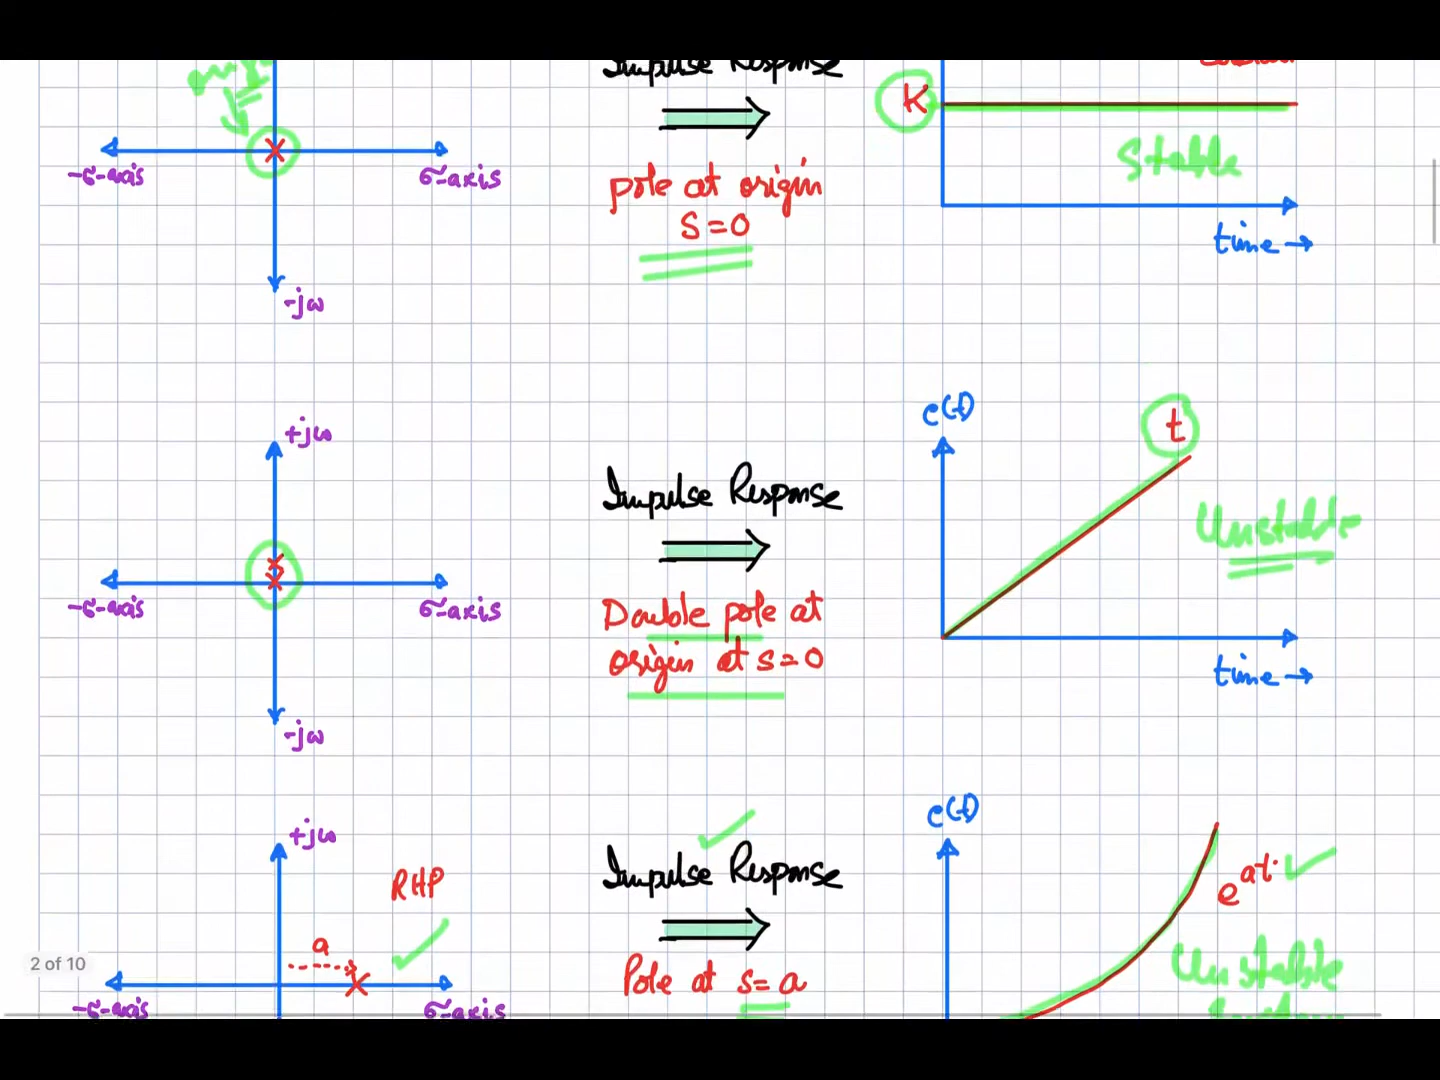 Impulse Response
K
Stable
-σ-axis
σ-axis
pole at origin
S=0
time →
-jω
c(t)
t
+jω
Impulse Response
Unstable
-σ-axis
σ-axis
Double pole at
origin at s=0
time →
-jω
c(t)
+jω
Impulse Response
RHP
e^at
a
Unstable
2 of 10
Pole at s=a
-σ-axis
σ-axis